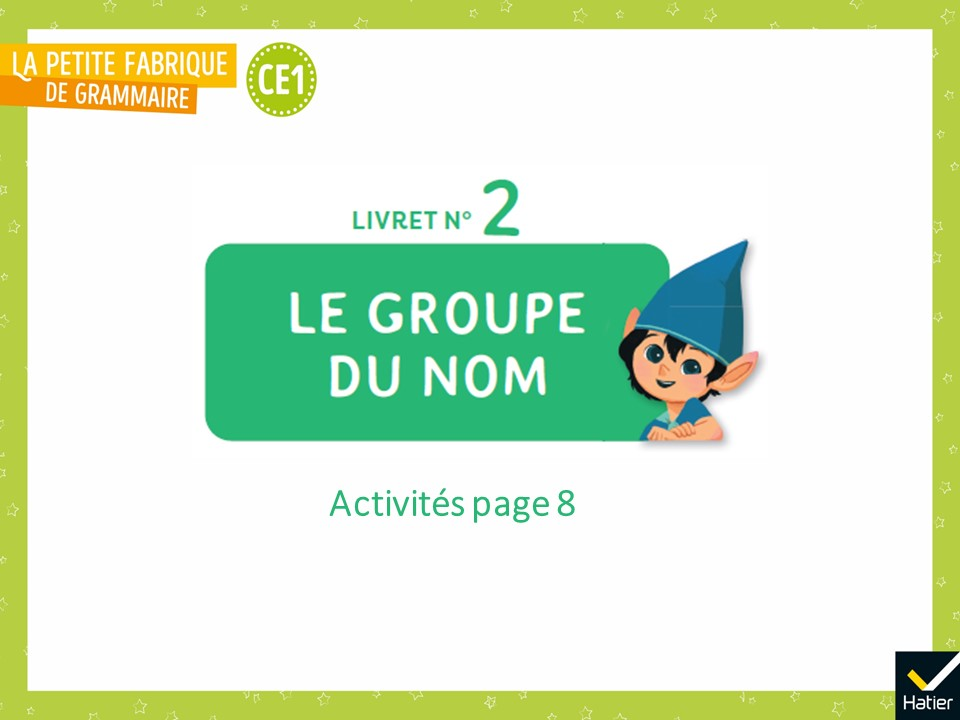 LA PETITE FABRIQUE
DE GRAMMAIRE
CE1
LIVRET N° 2
LE GROUPE
DU NOM
Activités page 8
Hatier